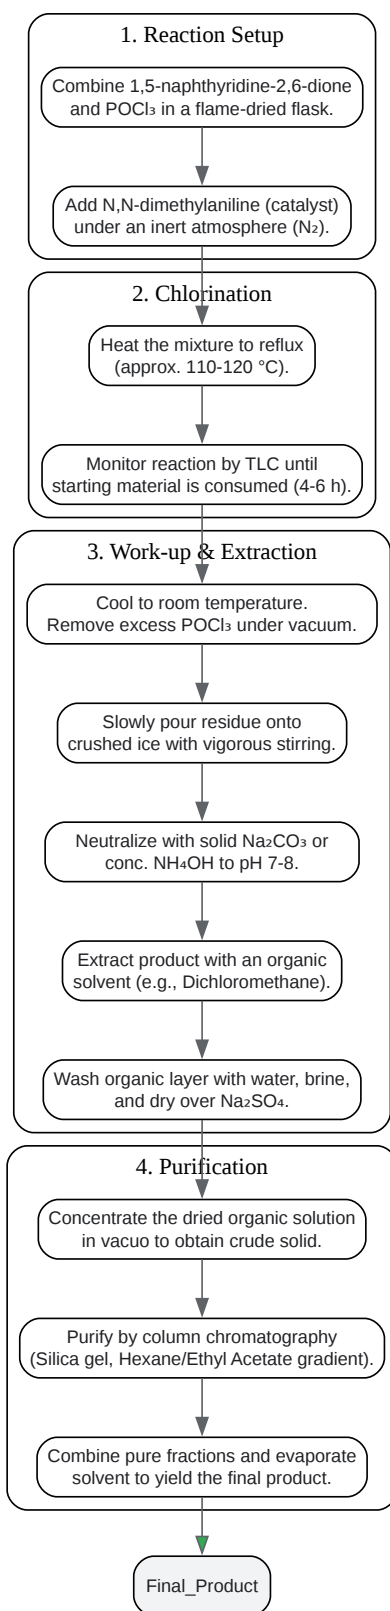 1. Reaction Setup
Combine 1,5-naphthyridine-2,6-dione
and POCl₃ in a flame-dried flask.
Add N,N-dimethylaniline (catalyst)
under an inert atmosphere (N₂).
2. Chlorination
Heat the mixture to reflux
(approx. 110-120 °C).
Monitor reaction by TLC until
starting material is consumed (4-6 h).
3. Work-up & Extraction
Cool to room temperature.
Remove excess POCl₃ under vacuum.
Slowly pour residue onto
crushed ice with vigorous stirring.
Neutralize with solid Na₂CO₃ or
conc. NH₄OH to pH 7-8.
Extract product with an organic
solvent (e.g., Dichloromethane).
Wash organic layer with water, brine,
and dry over Na₂SO₄.
4. Purification
Concentrate the dried organic solution
in vacuo to obtain crude solid.
Purify by column chromatography
(Silica gel, Hexane/Ethyl Acetate gradient).
Combine pure fractions and evaporate
solvent to yield the final product.
Final_Product